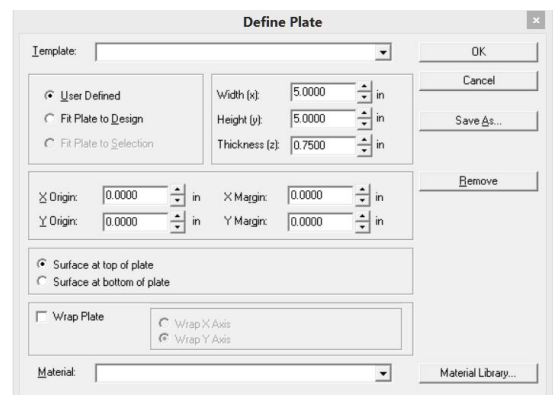 Define Plate
×
Template: OK
User Defined Width (x): 5.0000 in Cancel
Fit Plate to Design Height (y): 5.0000 in Save As...
Fit Plate to Selection Thickness (z): 0.7500 in
X Origin: 0.0000 in X Margin: 0.0000 in Remove
Y Origin: 0.0000 in Y Margin: 0.0000 in
Surface at top of plate
Surface at bottom of plate
Wrap Plate Wrap X Axis
Wrap Y Axis
Material: Material Library...